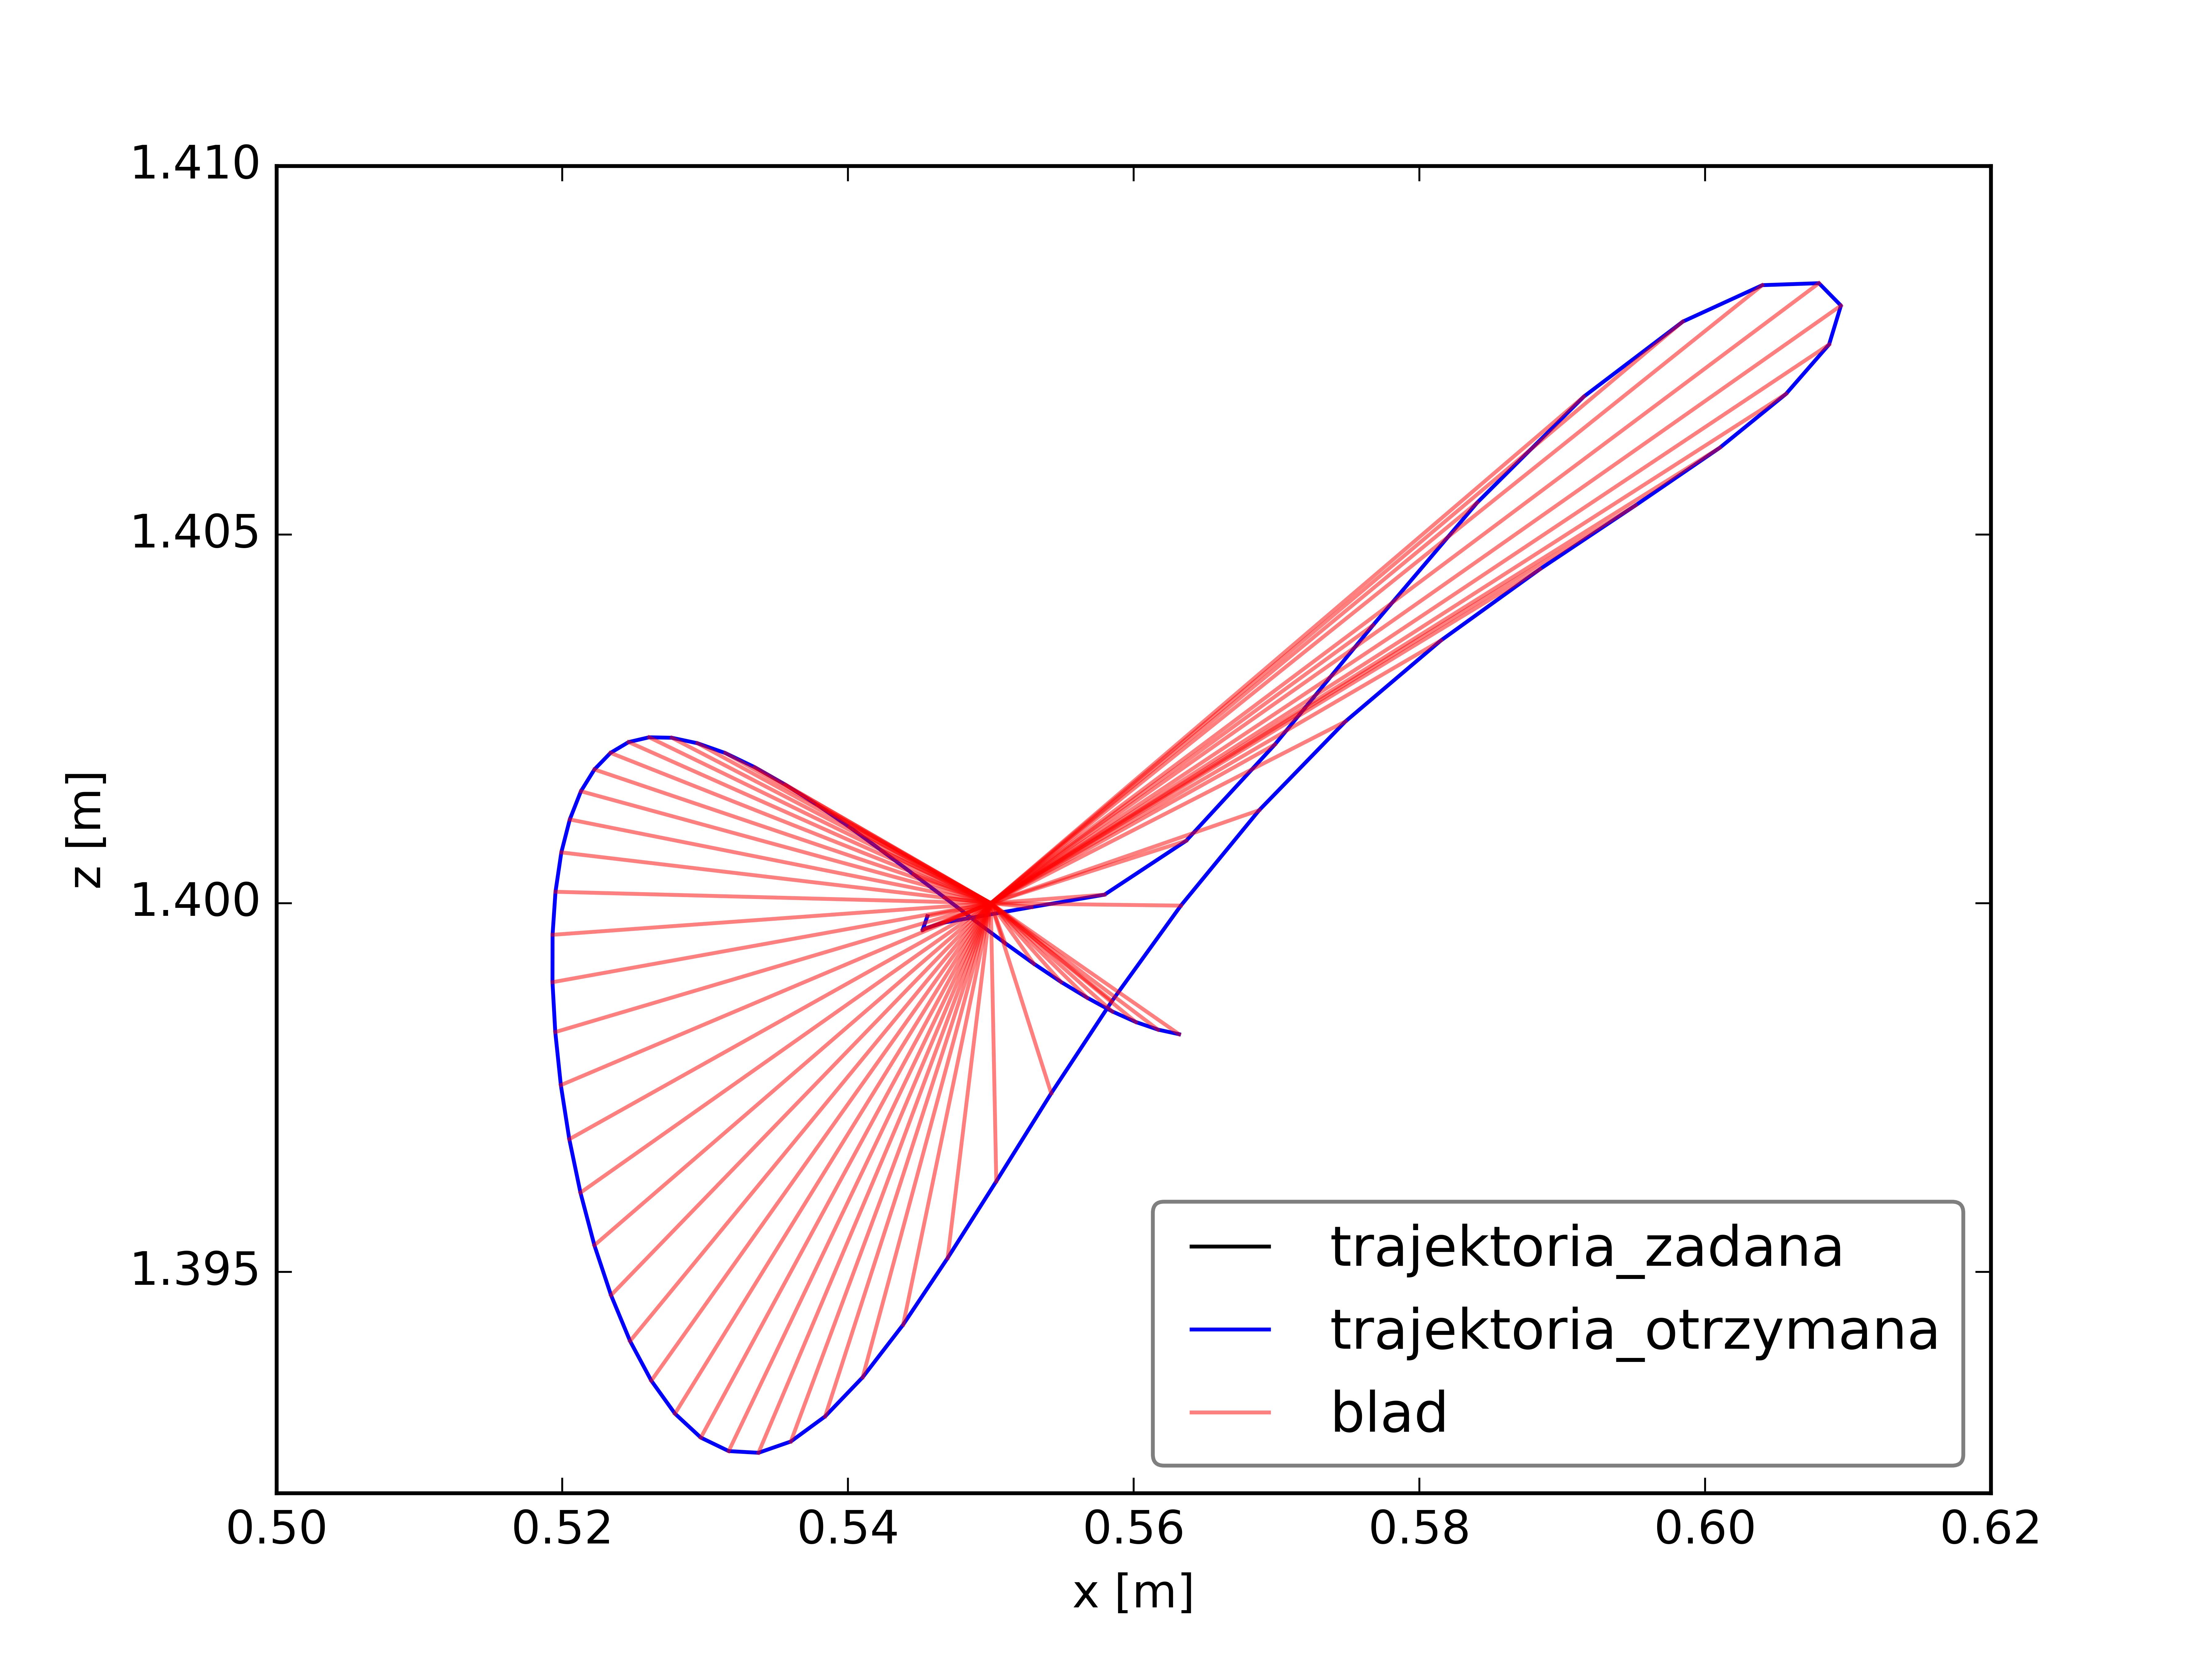 1.410
1.405
1.400
1.395
z [m]
0.50 0.52 0.54 0.56 0.58 0.60 0.62
x [m]
trajektoria_zadana
trajektoria_otrzymana
blad